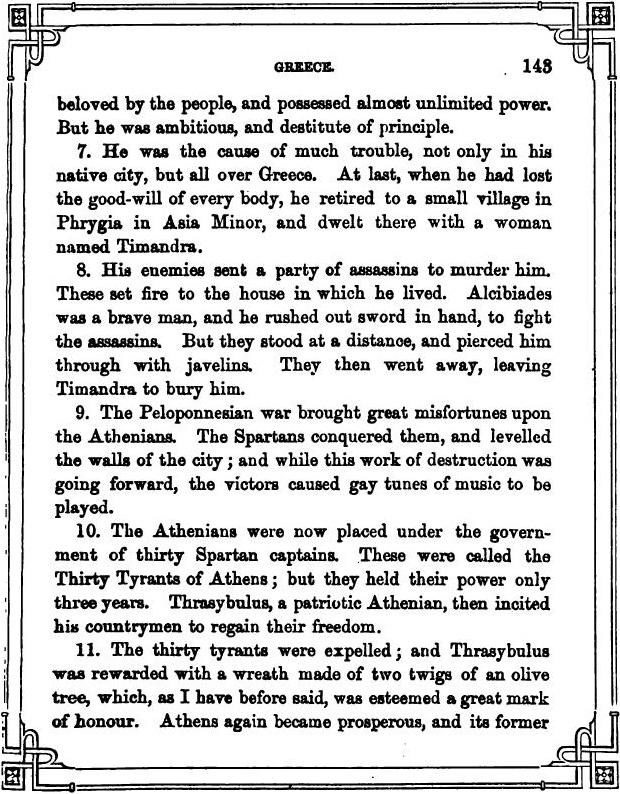 GREECE. 143
beloved by the people, and possessed almost unlimited power.
But he was ambitious, and destitute of principle.
7. He was the cause of much trouble, not only in his
native city, but all over Greece. At last, when he had lost
the good-will of every body, he retired to a small village in
Phrygia in Asia Minor, and dwelt there with a woman
named Timandra.
8. His enemies sent a party of assassins to murder him.
These set fire to the house in which he lived. Alcibiades
was a brave man, and he rushed out sword in hand, to fight
the assassins. But they stood at a distance, and pierced him
through with javelins. They then went away, leaving
Timandra to bury him.
9. The Peloponnesian war brought great misfortunes upon
the Athenians. The Spartans conquered them, and levelled
the walls of the city; and while this work of destruction was
going forward, the victors caused gay tunes of music to be
played.
10. The Athenians were now placed under the govern-
ment of thirty Spartan captains. These were called the
Thirty Tyrants of Athens; but they held their power only
three years. Thrasybulus, a patriotic Athenian, then incited
his countrymen to regain their freedom.
11. The thirty tyrants were expelled; and Thrasybulus
was rewarded with a wreath made of two twigs of an olive
tree, which, as I have before said, was esteemed a great mark
of honour. Athens again became prosperous, and its former